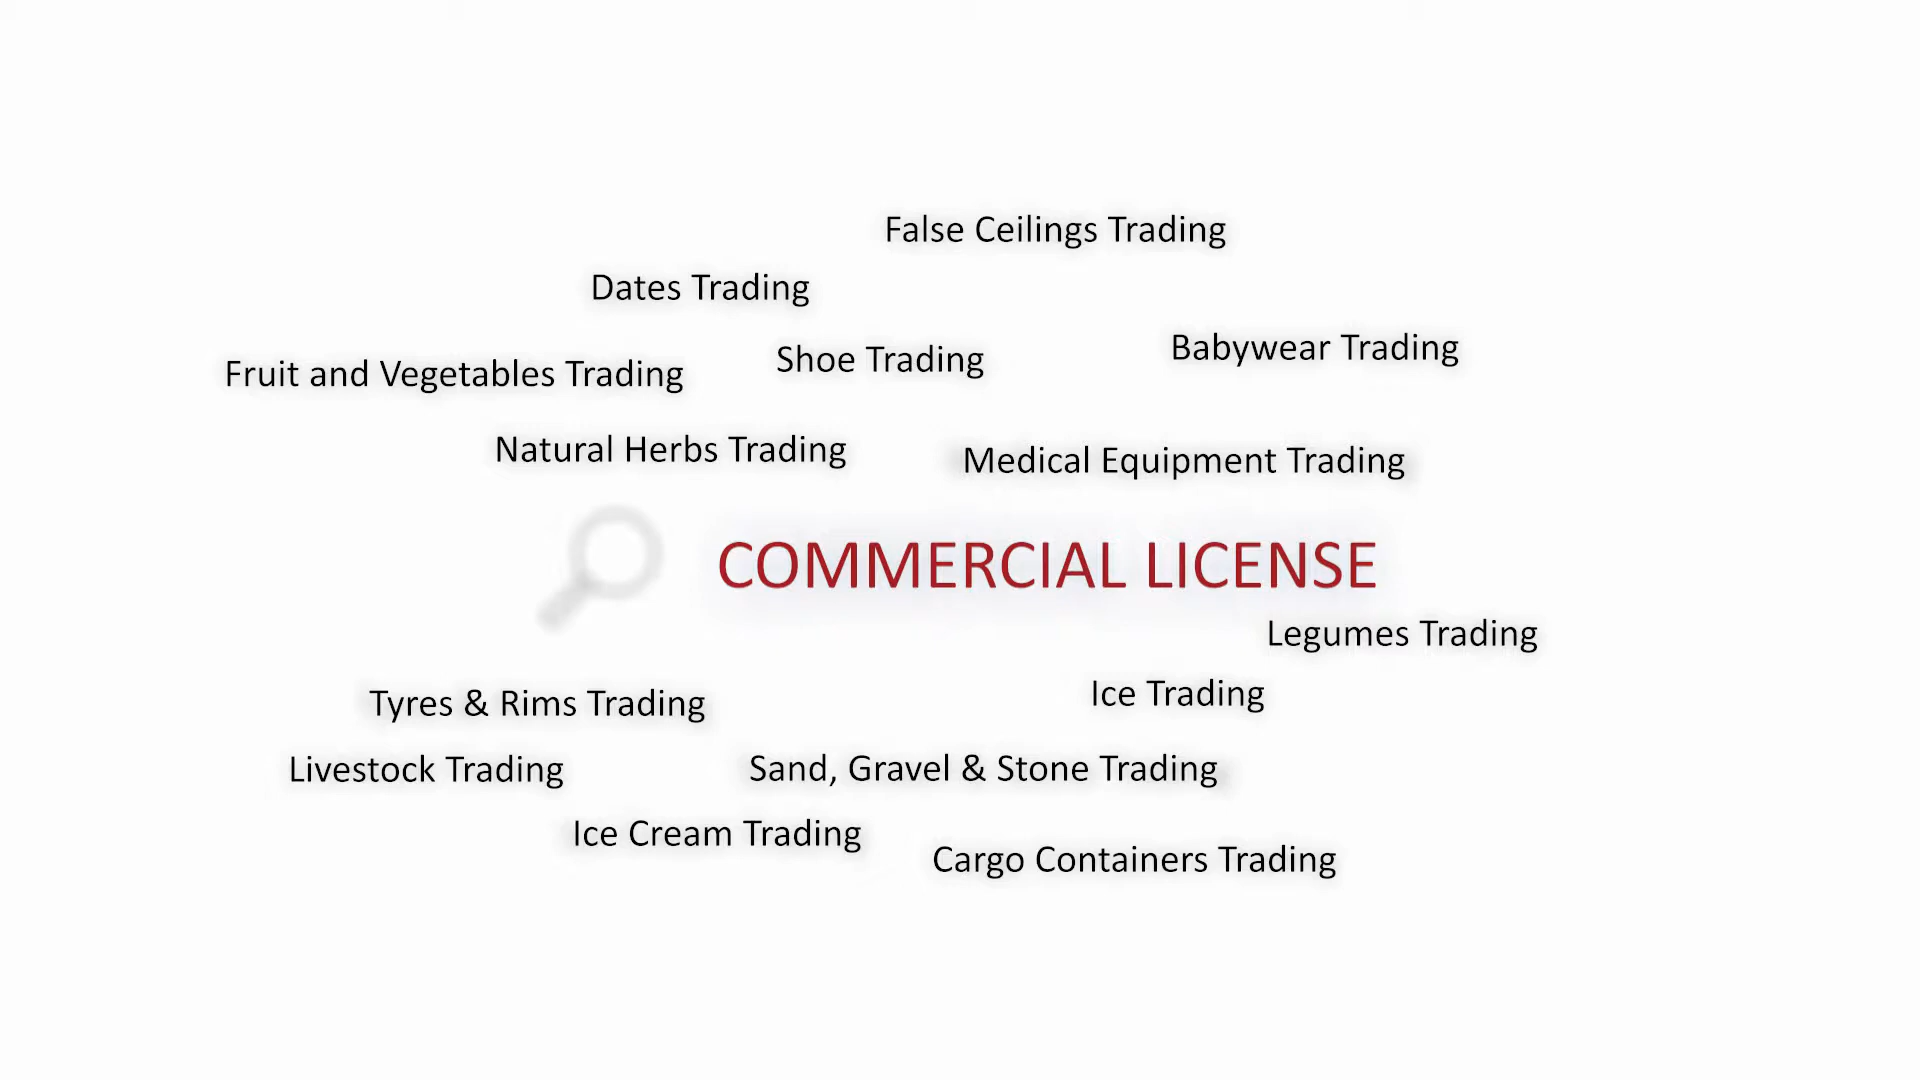 False Ceilings Trading
Dates Trading
Babywear Trading
Shoe Trading
Fruit and Vegetables Trading
Natural Herbs Trading
Medical Equipment Trading
COMMERCIAL LICENSE
Legumes Trading
Ice Trading
Tyres & Rims Trading
Livestock Trading
Sand, Gravel & Stone Trading
Ice Cream Trading
Cargo Containers Trading